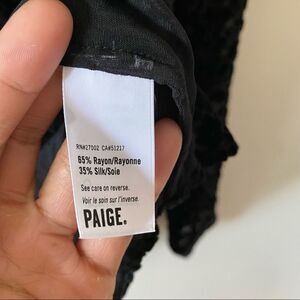 RN#27002 CA#51217
65% Rayon/Rayonne
35% Silk/Soie
See care on reverse.
Voir le soin sur l'inverse.
PAIGE.